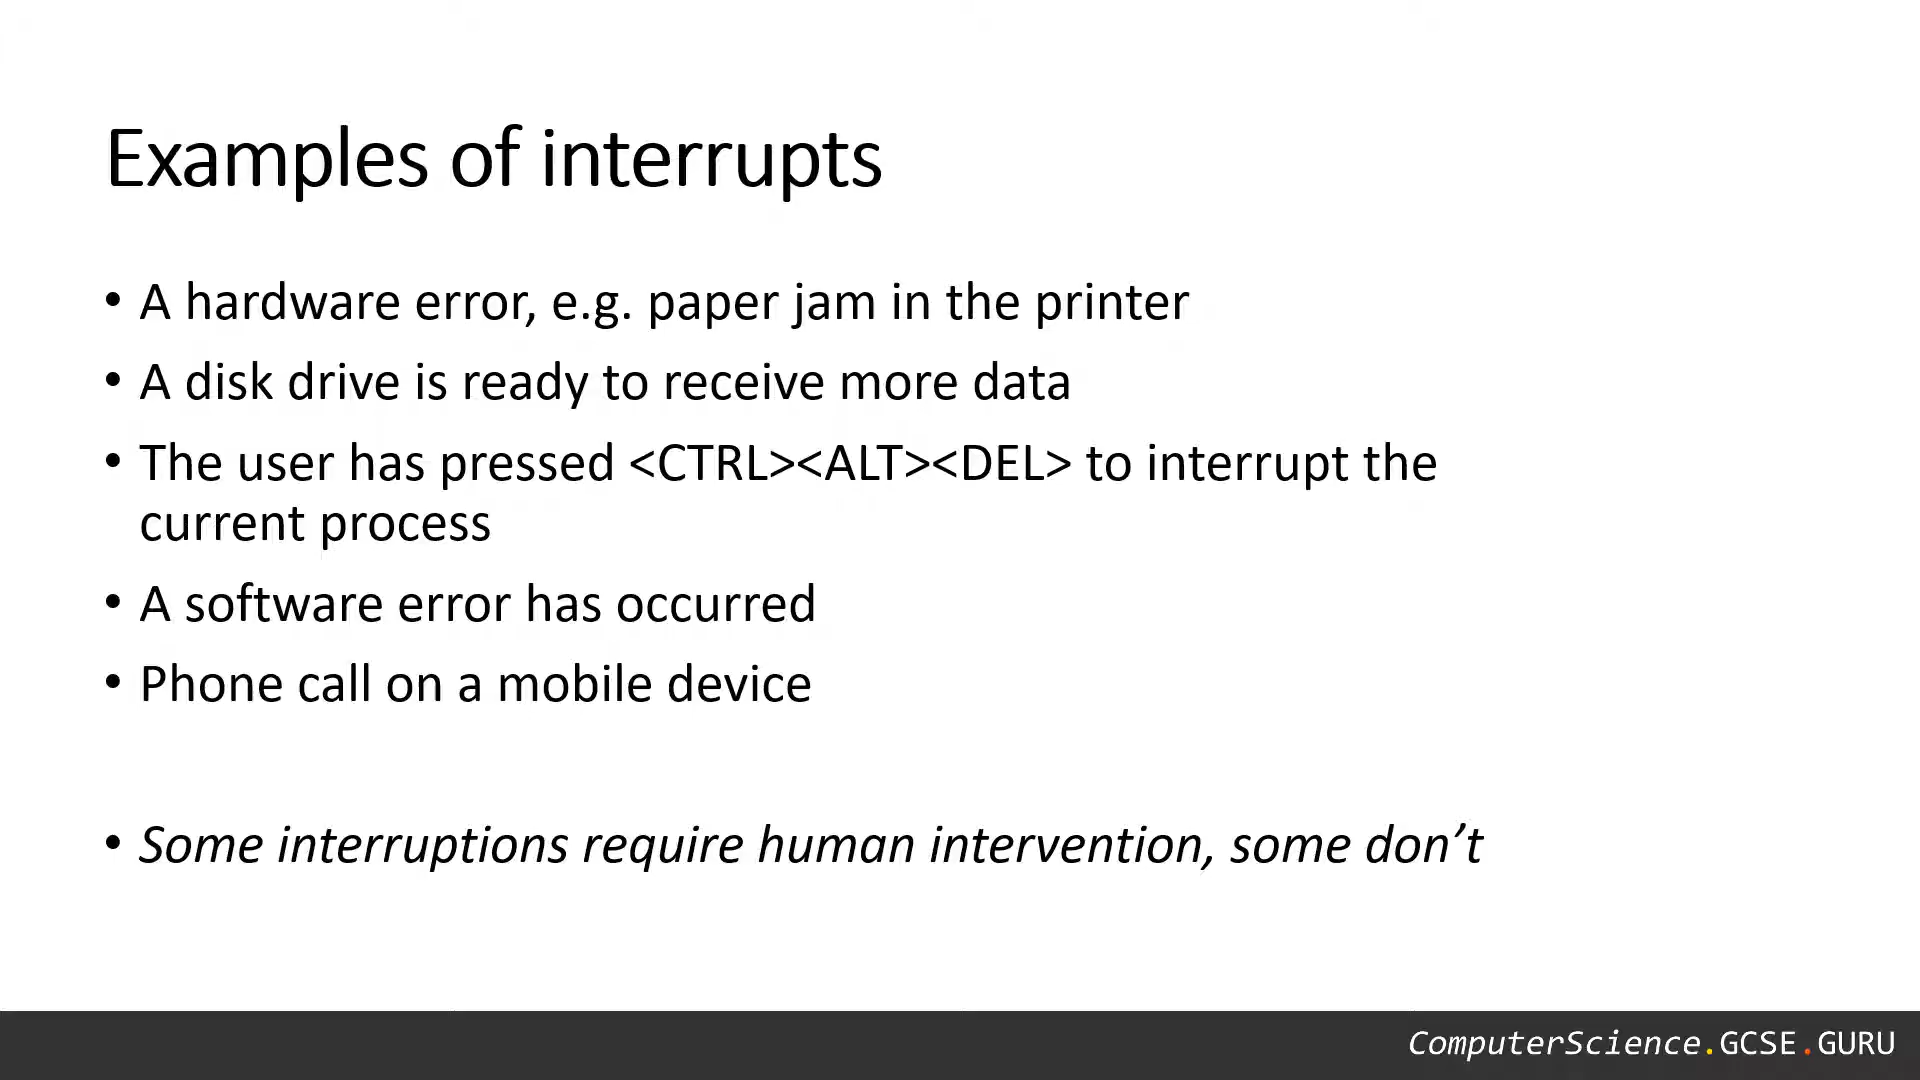 Examples of interrupts
• A hardware error, e.g. paper jam in the printer
• A disk drive is ready to receive more data
• The user has pressed <CTRL><ALT><DEL> to interrupt the
current process
• A software error has occurred
• Phone call on a mobile device
• Some interruptions require human intervention, some don’t
ComputerScience.GCSE.GURU